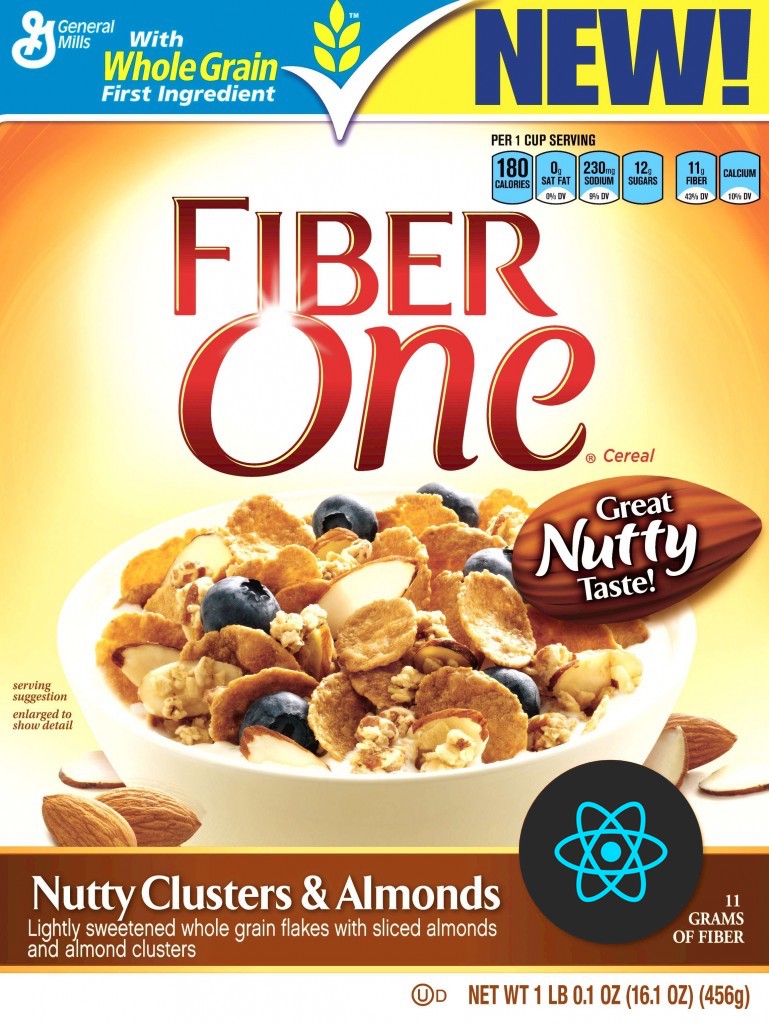 General
Mills
With
Whole Grain
First Ingredient
TM
NEW!
PER 1 CUP SERVING
180
CALORIES
0g
SAT FAT
0% DV
230mg
SODIUM
9% DV
12g
SUGARS
11g
FIBER
43% DV
CALCIUM
10% DV
FIBER
One
® Cereal
Great
Nutty
Taste!
serving
suggestion
enlarged to
show detail
Nutty Clusters & Almonds
Lightly sweetened whole grain flakes with sliced almonds
and almond clusters
11
GRAMS
OF FIBER
UD NET WT 1 LB 0.1 OZ (16.1 OZ) (456g)